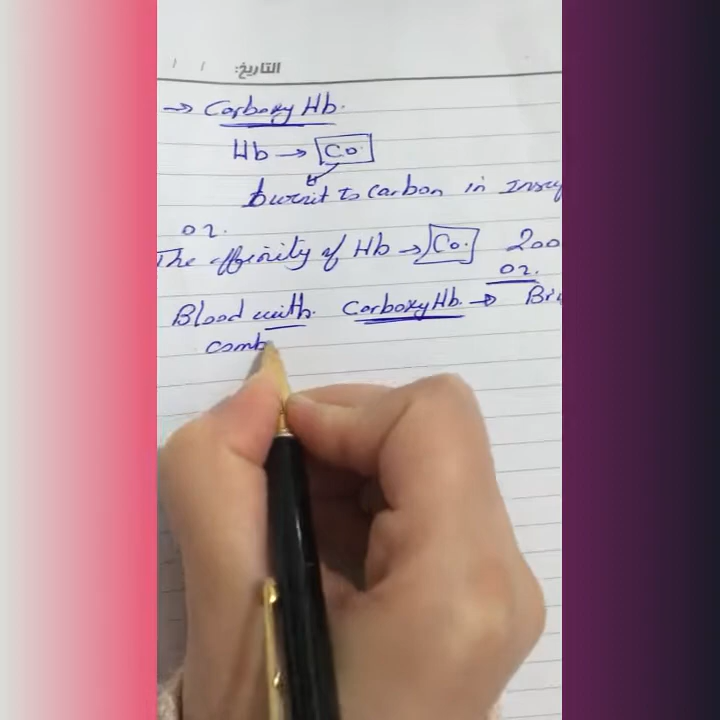 التاريخ: / /
→ Carboxy Hb.
Hb → Co.
to carbon in
O2.
The affinity of Hb → Co. 200
O2.
Blood with. Carboxy Hb. →
comb